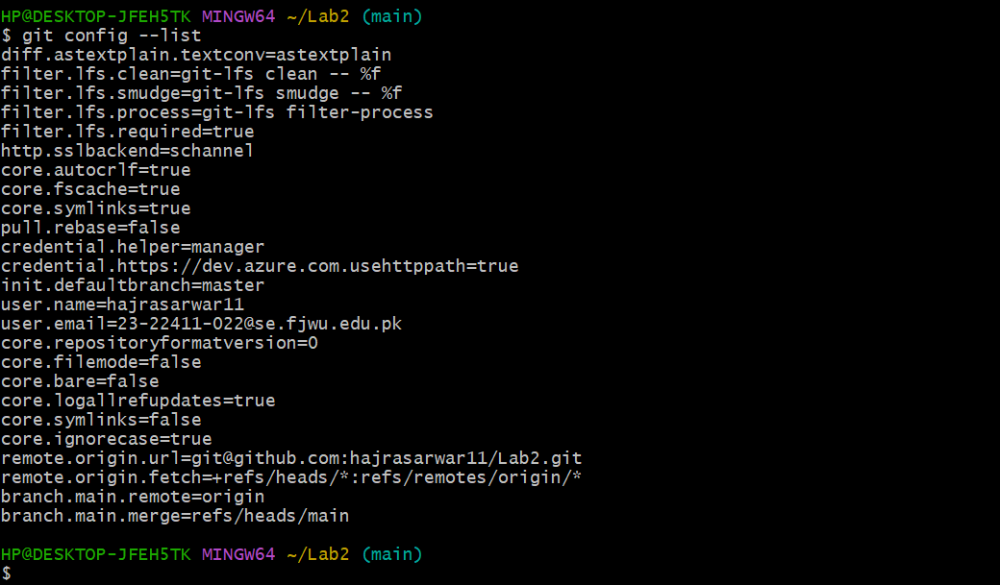 HP@DESKTOP-JFEH5TK MINGW64 ~/Lab2 (main)
$ git config --list
diff.astextplain.textconv=astextplain
filter.lfs.clean=git-lfs clean -- %f
filter.lfs.smudge=git-lfs smudge -- %f
filter.lfs.process=git-lfs filter-process
filter.lfs.required=true
http.sslbackend=schannel
core.autocrlf=true
core.fscache=true
core.symlinks=true
pull.rebase=false
credential.helper=manager
credential.https://dev.azure.com.usehttppath=true
init.defaultbranch=master
user.name=hajrasarwar11
user.email=23-22411-022@se.fjwu.edu.pk
core.repositoryformatversion=0
core.filemode=false
core.bare=false
core.logallrefupdates=true
core.symlinks=false
core.ignorecase=true
remote.origin.url=git@github.com:hajrasarwar11/Lab2.git
remote.origin.fetch=+refs/heads/*:refs/remotes/origin/*
branch.main.remote=origin
branch.main.merge=refs/heads/main
HP@DESKTOP-JFEH5TK MINGW64 ~/Lab2 (main)
$